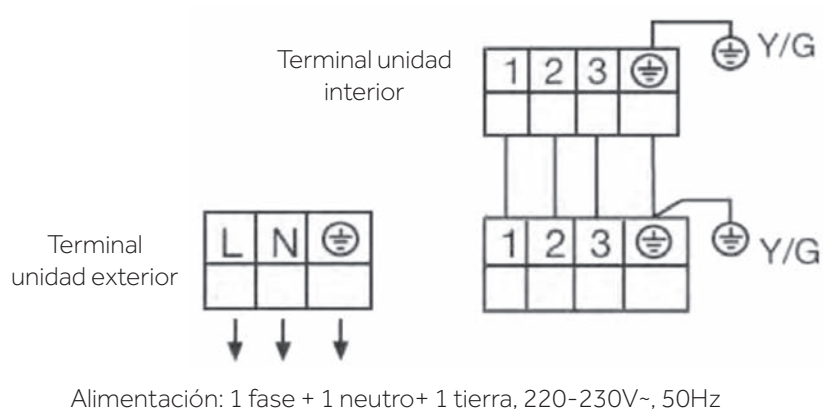 Terminal unidad
interior
1 2 3
Y/G
Terminal
unidad exterior
L N
1 2 3
Y/G
Alimentación: 1 fase + 1 neutro+ 1 tierra, 220-230V~, 50Hz